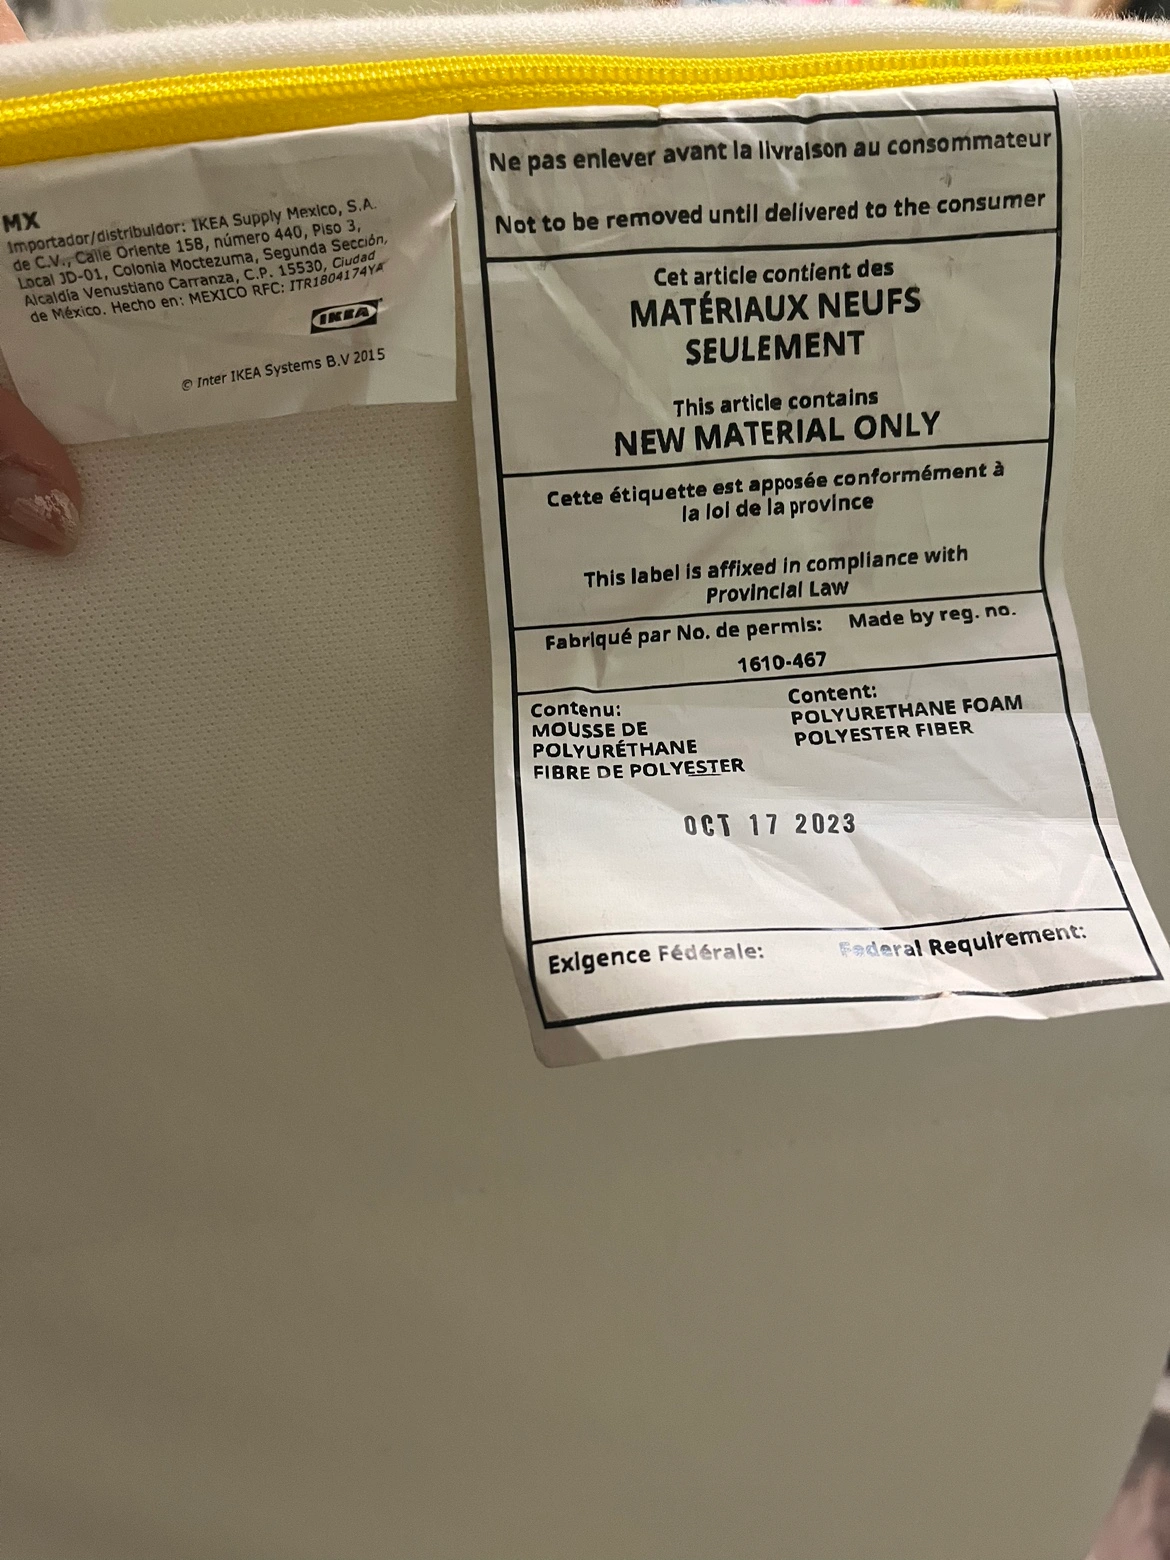 MX
Importador/distribuidor: IKEA Supply Mexico, S.A.
de C.V., Calle Oriente 158, número 440, Piso 3,
Local JD-01, Colonia Moctezuma, Segunda Sección,
Alcaldía Venustiano Carranza, C.P. 15530, Ciudad
de México. Hecho en: MEXICO RFC: ITR1804174YA
IKEA
© Inter IKEA Systems B.V 2015
Ne pas enlever avant la livraison au consommateur
Not to be removed until delivered to the consumer
Cet article contient des
MATÉRIAUX NEUFS
SEULEMENT
This article contains
NEW MATERIAL ONLY
Cette étiquette est apposée conformément à
la loi de la province
This label is affixed in compliance with
Provincial Law
Fabriqué par No. de permis: Made by reg. no.
1610-467
Contenu:
MOUSSE DE
POLYURÉTHANE
FIBRE DE POLYESTER
Content:
POLYURETHANE FOAM
POLYESTER FIBER
OCT 17 2023
Exigence Fédérale: Federal Requirement: